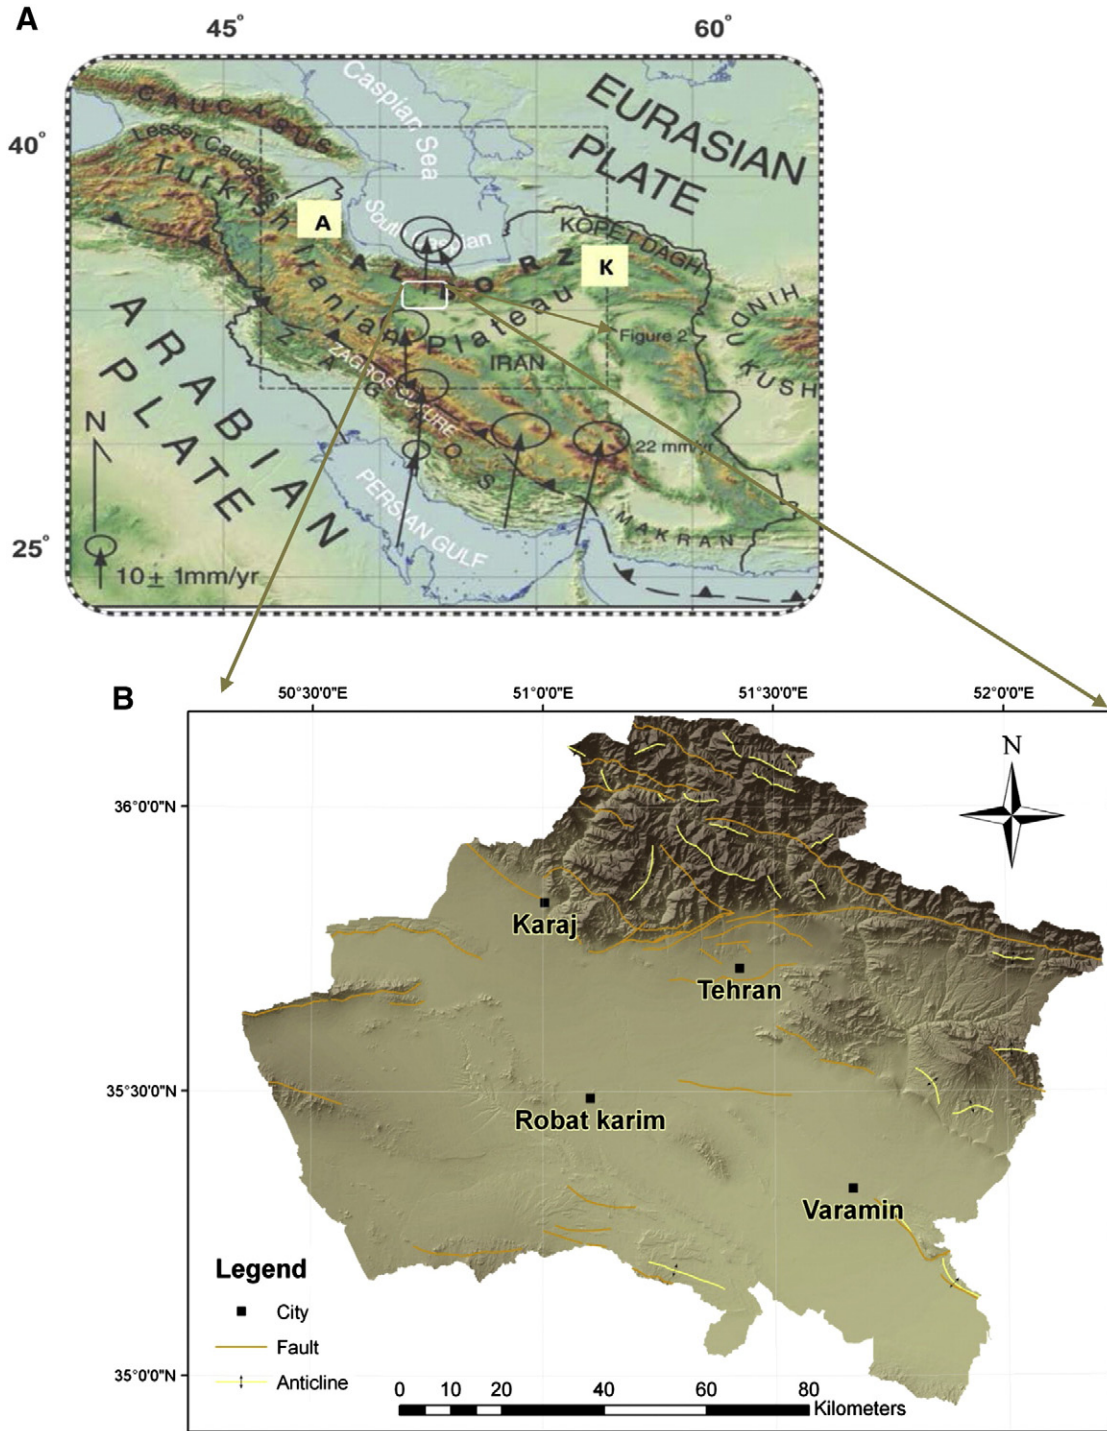 A
45°
60°
40°
25°
CAUCASUS
Lesser Caucasus
Turkish Iranian Plateau
Caspian Sea
South Caspian
EURASIAN
PLATE
A
ALBORZ
KOPET DAGH
K
HINDU
KUSH
Figure 2
IRAN
ZAGROS
ZAGROS SUTURE
ARABIAN
PLATE
N
22 mm/yr
PERSIAN GULF
MAKRAN
10± 1mm/yr
B
50°30'0"E
51°0'0"E
51°30'0"E
52°0'0"E
N
36°0'0"N
35°30'0"N
35°0'0"N
Karaj
Tehran
Robat karim
Varamin
Legend
City
Fault
Anticline
0 10 20 40 60 80
Kilometers